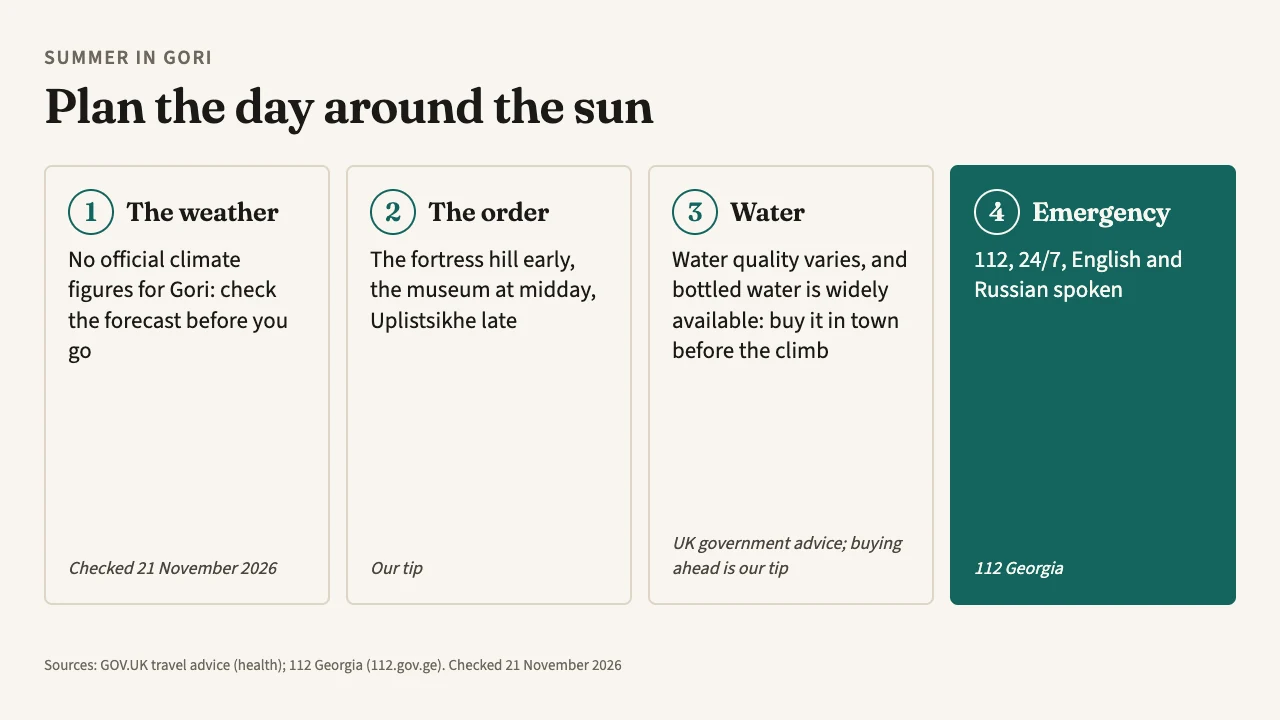 SUMMER IN GORI
Plan the day around the sun
1 The weather
No official climate
figures for Gori: check
the forecast before you
go
Checked 21 November 2026
2 The order
The fortress hill early,
the museum at midday,
Uplistsikhe late
Our tip
3 Water
Water quality varies, and
bottled water is widely
available: buy it in town
before the climb
UK government advice; buying
ahead is our tip
4 Emergency
112, 24/7, English and
Russian spoken
112 Georgia
Sources: GOV.UK travel advice (health); 112 Georgia (112.gov.ge). Checked 21 November 2026